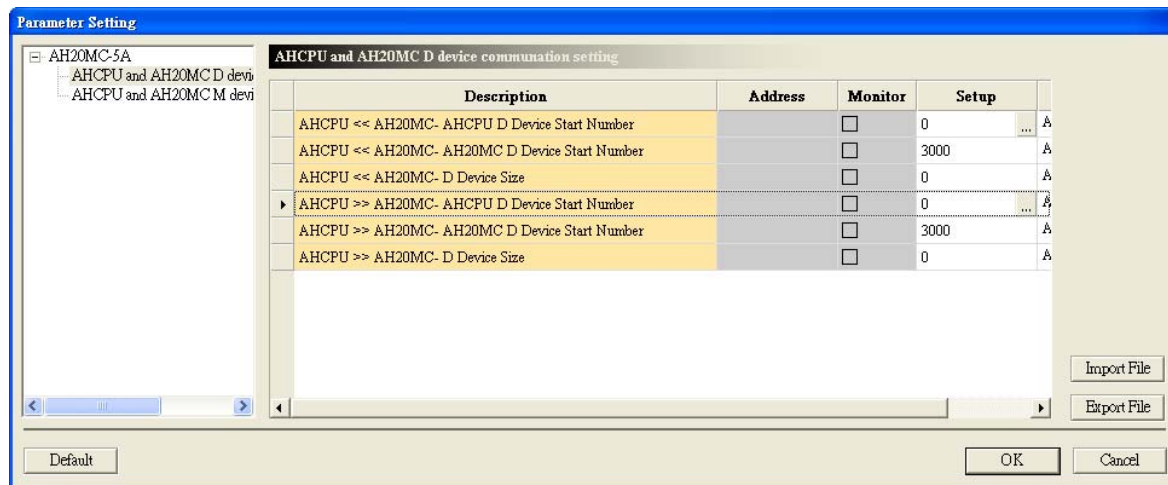 Parameter Setting
AH20MC-5A
AHCPU and AH20MC D devi
AHCPU and AH20MC M devi
AHCPU and AH20MC D device communation setting
Description Address Monitor Setup
AHCPU << AH20MC- AHCPU D Device Start Number 0 ... A
AHCPU << AH20MC- AH20MC D Device Start Number 3000 A
AHCPU << AH20MC- D Device Size 0 A
AHCPU >> AH20MC- AHCPU D Device Start Number 0 ... A
AHCPU >> AH20MC- AH20MC D Device Start Number 3000 A
AHCPU >> AH20MC- D Device Size 0 A
Import File
Export File
Default OK Cancel